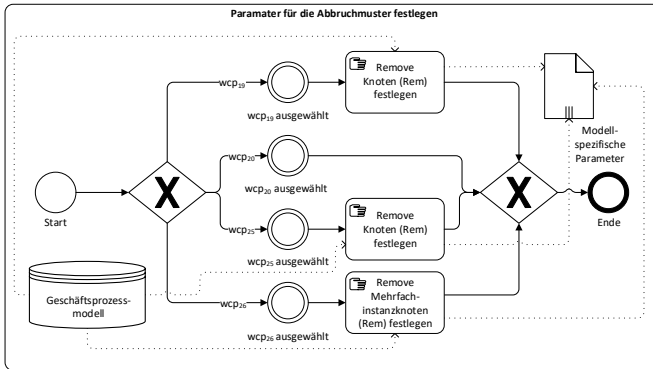 Paramater für die Abbruchmuster festlegen
wcp19
wcp19 ausgewählt
Remove
Knoten (Rem)
festlegen
Modell-
spezifische
Parameter
wcp20
wcp20 ausgewählt
X
X
Start
Ende
wcp25
wcp25 ausgewählt
Remove
Knoten (Rem)
festlegen
Geschäftsprozess-
modell
wcp26
wcp26 ausgewählt
Remove
Mehrfach-
instanzknoten
(Rem) festlegen